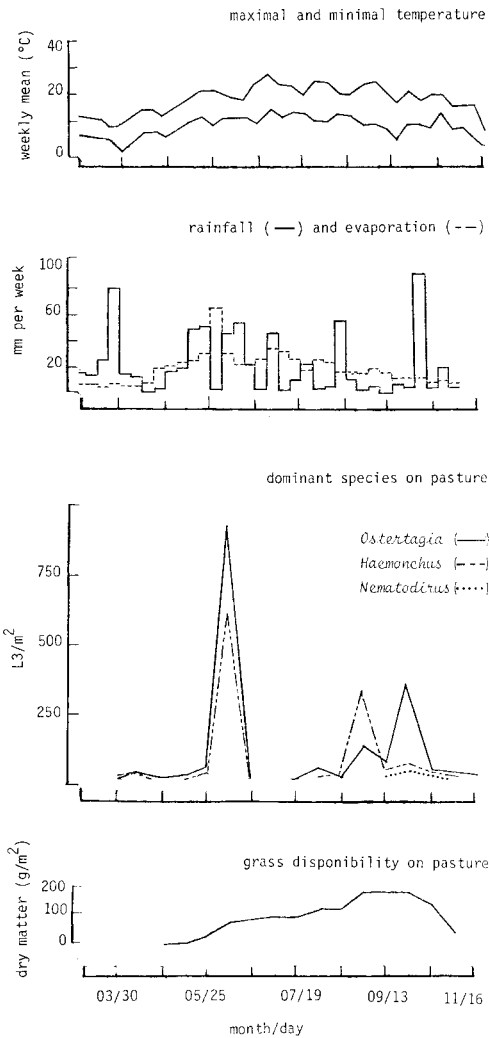 maximal and minimal temperature
weekly mean (°C)
40
20
0
rainfall (——) and evaporation (---)
mm per week
100
60
20
dominant species on pasture
Ostertagia (——)
Haemonchus (---)
Nematodirus (·····)
L3/m²
750
500
250
grass disponibility on pasture
dry matter (g/m²)
200
100
0
03/30 05/25 07/19 09/13 11/16
month/day